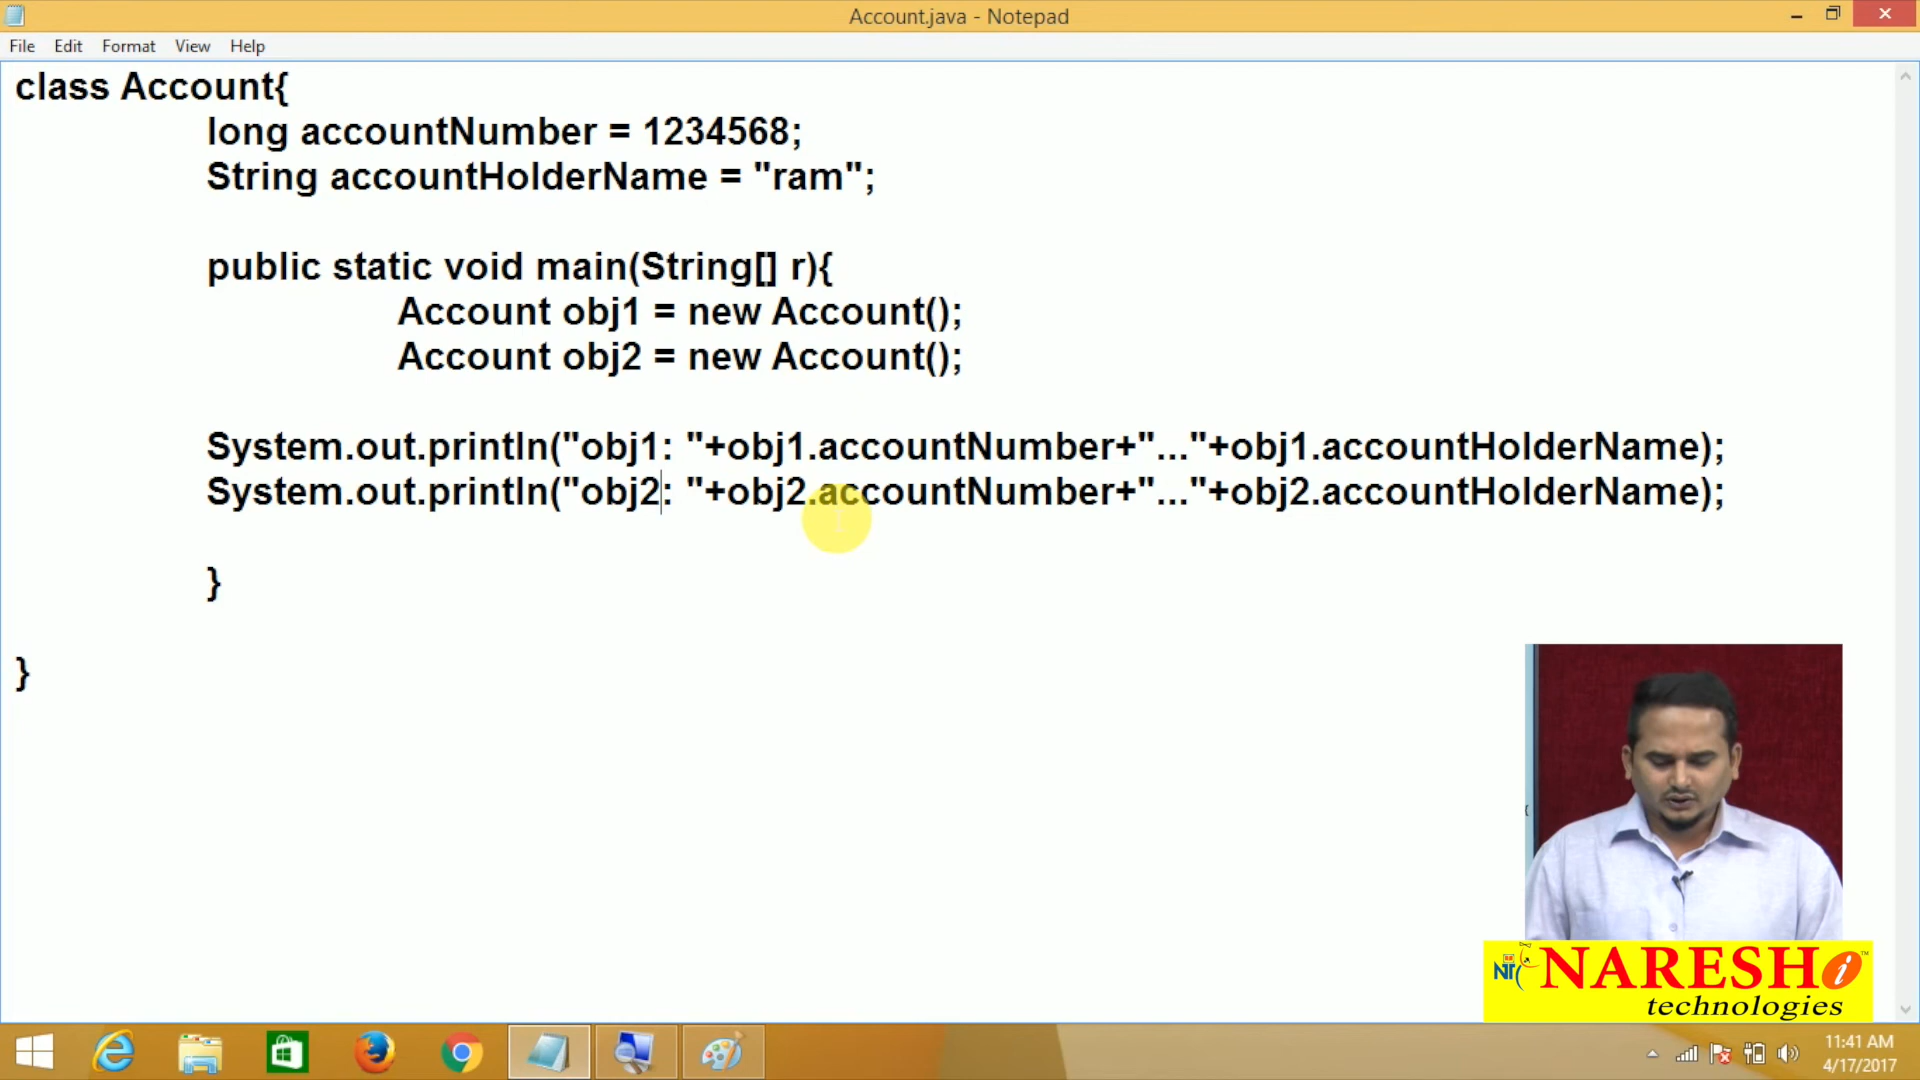 Account.java - Notepad
File Edit Format View Help
class Account{
long accountNumber = 1234568;
String accountHolderName = "ram";
public static void main(String[] r){
Account obj1 = new Account();
Account obj2 = new Account();
System.out.println("obj1: "+obj1.accountNumber+"..."+obj1.accountHolderName);
System.out.println("obj2: "+obj2.accountNumber+"..."+obj2.accountHolderName);
}
}
NARESH i
technologies
11:41 AM
4/17/2017